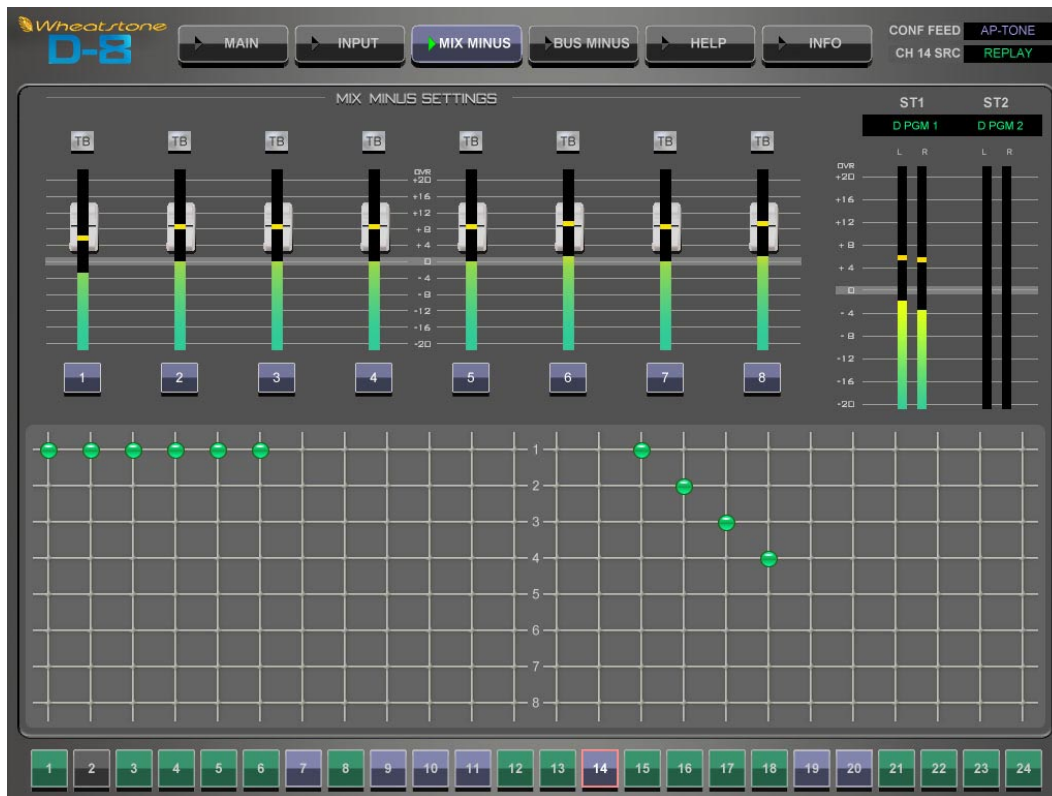 Wheatstone
D-8
MAIN INPUT MIX MINUS BUS MINUS HELP INFO
CONF FEED AP-TONE
CH 14 SRC REPLAY
MIX MINUS SETTINGS
TB TB TB TB TB TB TB TB
OVR
+20
+16
+12
+8
+4
0
-4
-8
-12
-16
-20
1 2 3 4 5 6 7 8
ST1 ST2
D PGM 1 D PGM 2
L R L R
OVR
+20
+16
+12
+8
+4
0
-4
-8
-12
-16
-20
1
2
3
4
5
6
7
8
1 2 3 4 5 6 7 8 9 10 11 12 13 14 15 16 17 18 19 20 21 22 23 24